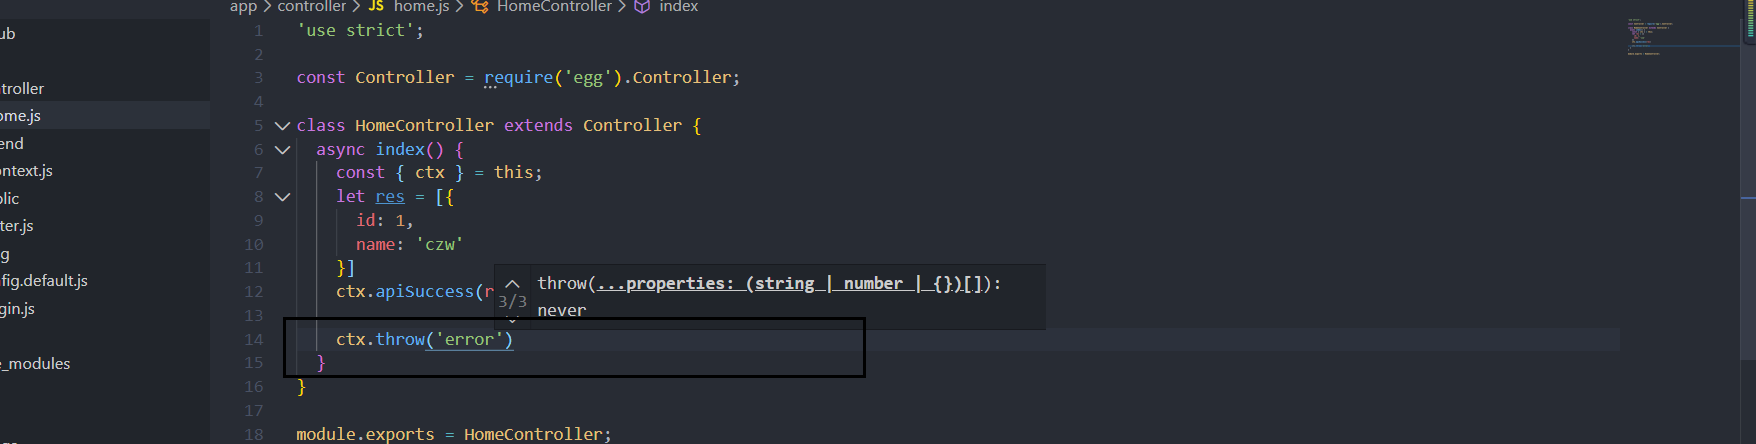 app > controller > JS home.js > HomeController > index
ub
troller
ome.js
end
ntext.js
blic
ter.js
g
fig.default.js
gin.js
e_modules
1 'use strict';
2
3 const Controller = require('egg').Controller;
4
5 class HomeController extends Controller {
6 async index() {
7 const { ctx } = this;
8 let res = [{
9 id: 1,
10 name: 'czw'
11 }]
12 ctx.apiSuccess(r
throw(...properties: (string | number | {})[]):
3/3
never
13
14 ctx.throw('error')
15 }
16 }
17
18 module.exports = HomeController;